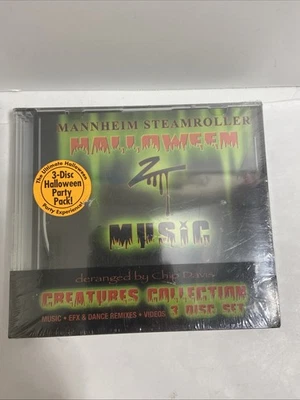 MANNHEIM STEAMROLLER
HALLOWEEN
2
MUSiC
The Ultimate Halloween
3-Disc
Halloween
Party
Pack!
Party Experience!
deranged by Chip Davis
CREATURES COLLECTION
MUSIC • EFX & DANCE REMIXES • VIDEOS 3 DISC SET